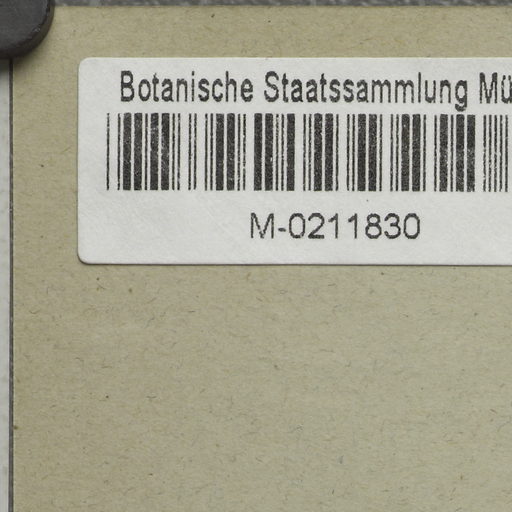 Botanische Staatssammlung Mü
M-0211830